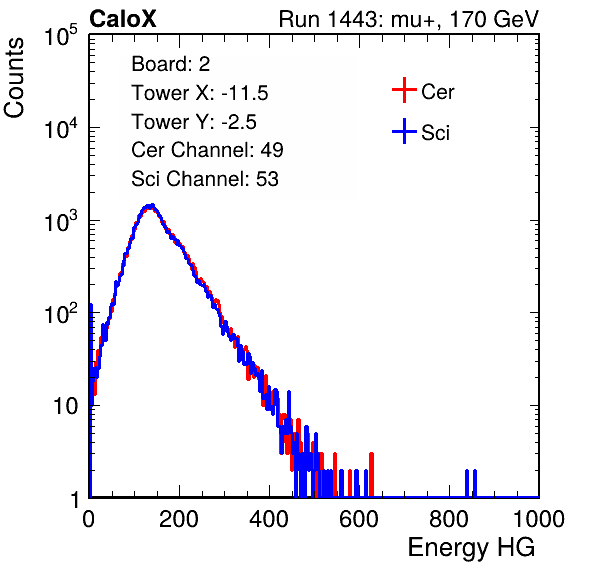 CaloX Run 1443: mu+, 170 GeV
Counts
Board: 2
Tower X: -11.5
Tower Y: -2.5
Cer Channel: 49
Sci Channel: 53
Cer
Sci
10^5
10^4
10^3
10^2
10
1
0 200 400 600 800 1000
Energy HG